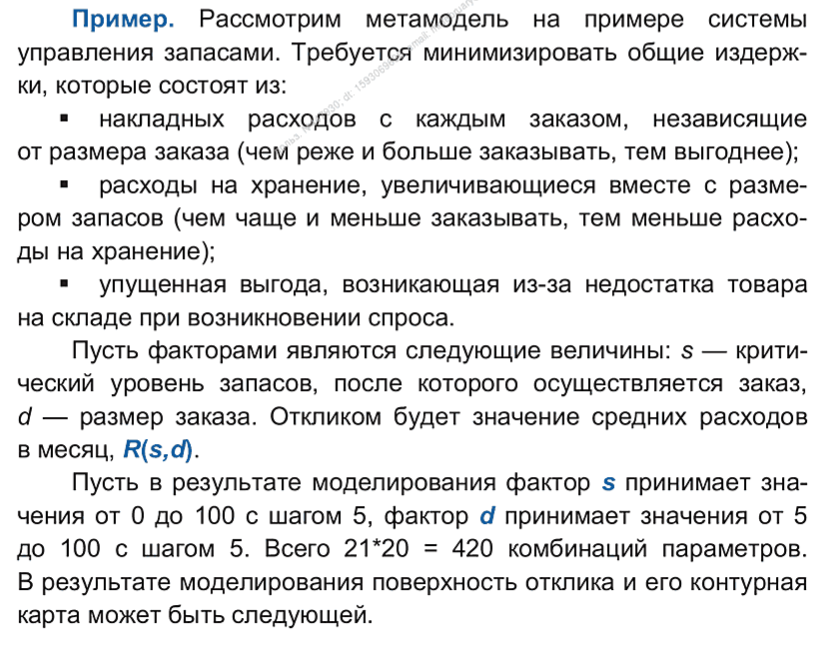 Пример. Рассмотрим метамодель на примере системы
управления запасами. Требуется минимизировать общие издерж-
ки, которые состоят из:
▪ накладных расходов с каждым заказом, независящие
от размера заказа (чем реже и больше заказывать, тем выгоднее);
▪ расходы на хранение, увеличивающиеся вместе с разме-
ром запасов (чем чаще и меньше заказывать, тем меньше расхо-
ды на хранение);
▪ упущенная выгода, возникающая из-за недостатка товара
на складе при возникновении спроса.
Пусть факторами являются следующие величины: s — крити-
ческий уровень запасов, после которого осуществляется заказ,
d — размер заказа. Откликом будет значение средних расходов
в месяц, R(s,d).
Пусть в результате моделирования фактор s принимает зна-
чения от 0 до 100 с шагом 5, фактор d принимает значения от 5
до 100 с шагом 5. Всего 21*20 = 420 комбинаций параметров.
В результате моделирования поверхность отклика и его контурная
карта может быть следующей.